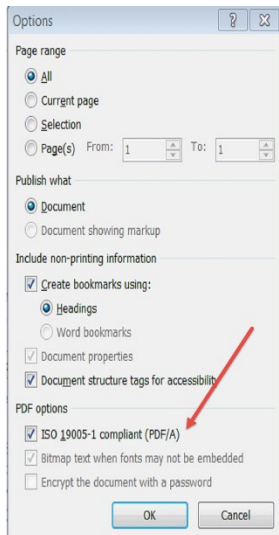 Options
Page range
All
Current page
Selection
Page(s) From: 1 To: 1
Publish what
Document
Document showing markup
Include non-printing information
Create bookmarks using:
Headings
Word bookmarks
Document properties
Document structure tags for accessibility
PDF options
ISO 19005-1 compliant (PDF/A)
Bitmap text when fonts may not be embedded
Encrypt the document with a password
OK Cancel